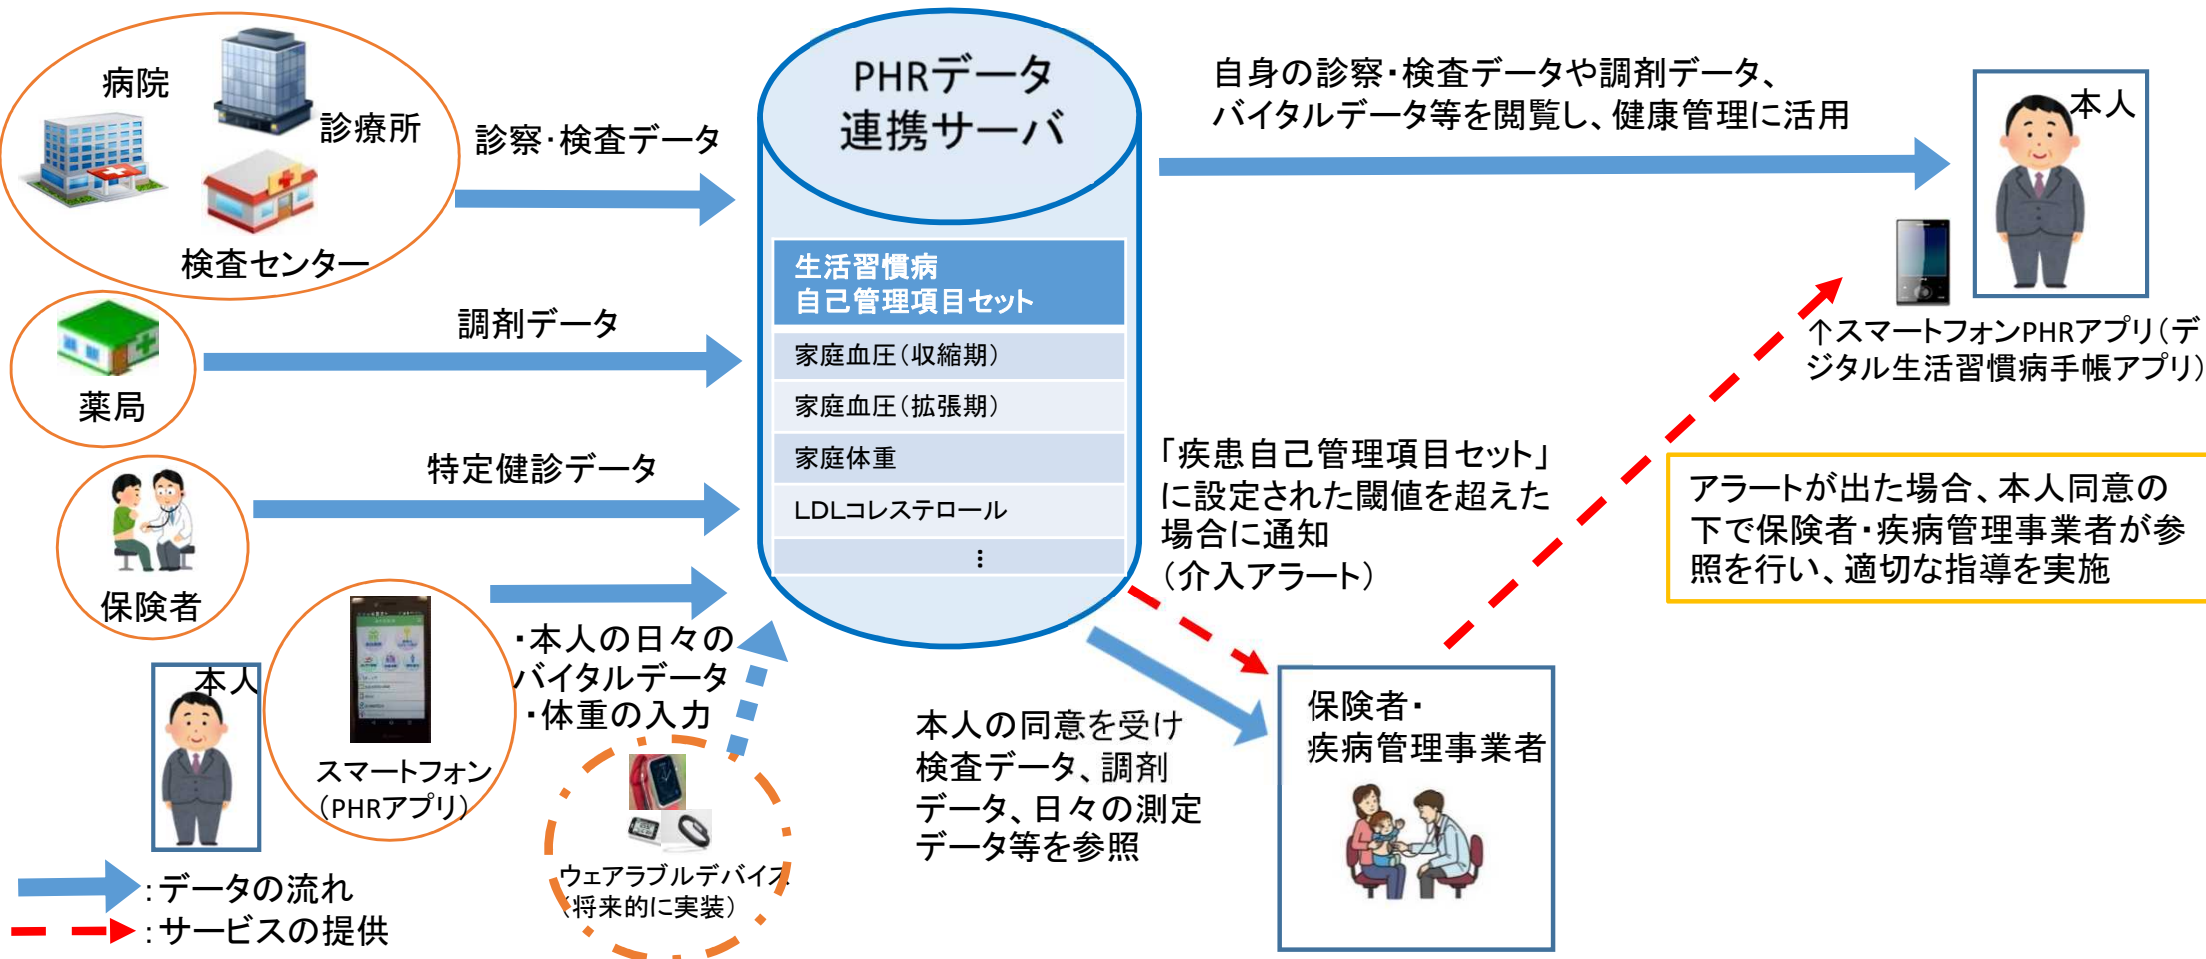 病院
診療所
検査センター
診察・検査データ
薬局
調剤データ
保険者
特定健診データ
本人
スマートフォン
(PHRアプリ)
・本人の日々の
バイタルデータ
・体重の入力
ウェアラブルデバイス
(将来的に実装)
:データの流れ
:サービスの提供
PHRデータ
連携サーバ
生活習慣病
自己管理項目セット
家庭血圧(収縮期)
家庭血圧(拡張期)
家庭体重
LDLコレステロール
⋮
自身の診察・検査データや調剤データ、
バイタルデータ等を閲覧し、健康管理に活用
本人
↑スマートフォンPHRアプリ(デ
ジタル生活習慣病手帳アプリ)
「疾患自己管理項目セット」
に設定された閾値を超えた
場合に通知
(介入アラート)
アラートが出た場合、本人同意の
下で保険者・疾病管理事業者が参
照を行い、適切な指導を実施
本人の同意を受け
検査データ、調剤
データ、日々の測定
データ等を参照
保険者・
疾病管理事業者